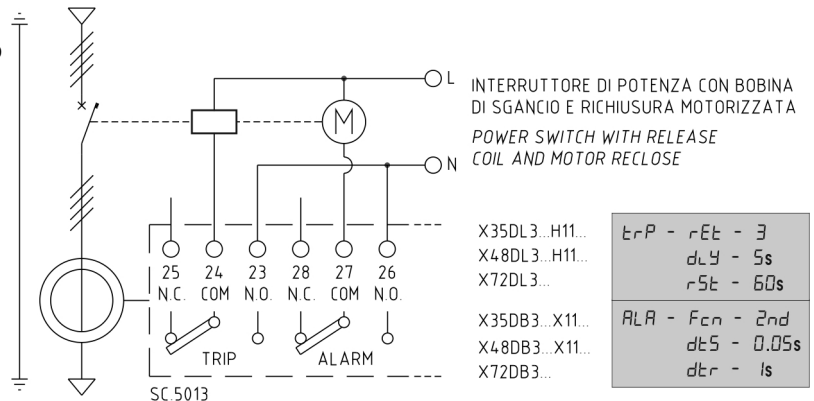 L
INTERRUTTORE DI POTENZA CON BOBINA
DI SGANCIO E RICHIUSURA MOTORIZZATA
M
POWER SWITCH WITH RELEASE
COIL AND MOTOR RECLOSE
N
X35DL3...H11...
X48DL3...H11...
X72DL3...
trP - rEt - 3
dLY - 5s
rSt - 60s
25 24 23 28 27 26
N.C. COM N.O. N.C. COM N.O.
X35DB3...X11...
X48DB3...X11...
X72DB3...
ALA - Fcn - 2nd
dtS - 0.05s
dtr - 1s
TRIP ALARM
SC.5013